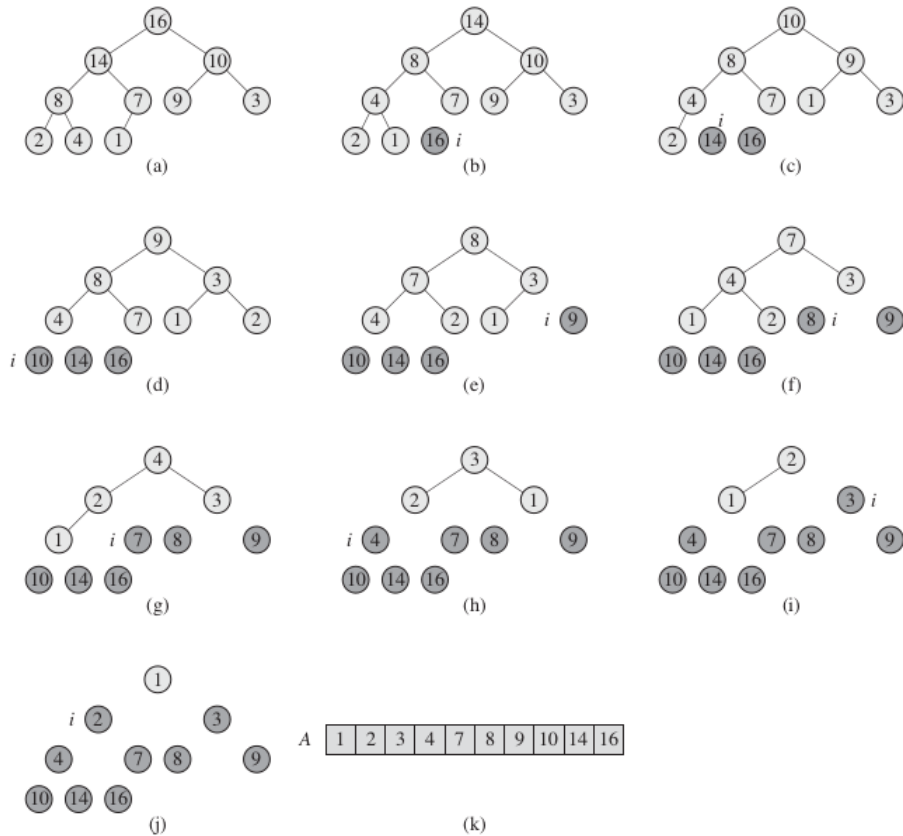 16 14 10
14 10 8 10 8 9
8 7 9 3 4 7 9 3 4 7 1 3
i
2 4 1 2 1 16 i 2 14 16
(a) (b) (c)
9 8 7
8 3 7 3 4 3
4 7 1 2 4 2 1 i 9 1 2 8 i 9
i 10 14 16 10 14 16 10 14 16
(d) (e) (f)
4 3 2
2 3 2 1 1 3 i
1 i 7 8 9 i 4 7 8 9 4 7 8 9
10 14 16 10 14 16 10 14 16
(g) (h) (i)
1
i 2 3
A 1 2 3 4 7 8 9 10 14 16
4 7 8 9
10 14 16
(j) (k)